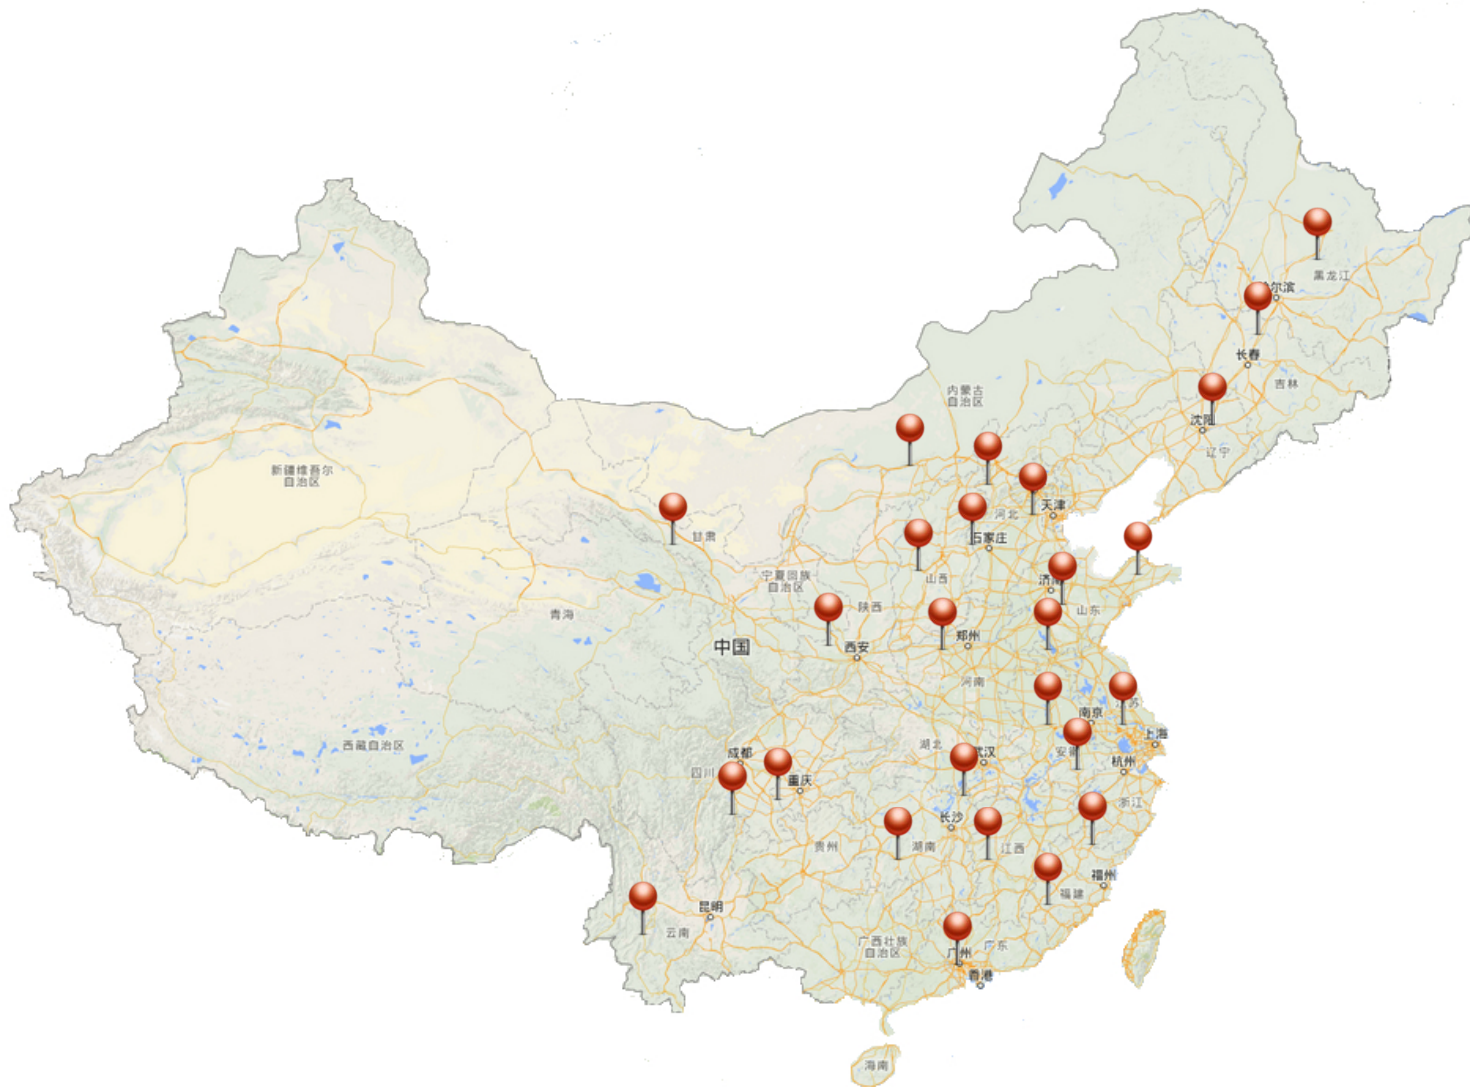 黑龙江
尔滨
长春
吉林
内蒙古
自治区
沈阳
辽宁
新疆维吾尔
自治区
天津
河北
甘肃
石家庄
山西
宁夏回族
自治区
济南
陕西
山东
青海
郑州
中国
西安
河南
南京
苏
西藏自治区
湖北
武汉
安徽
上海
成都
杭州
四川
重庆
浙江
长沙
贵州
湖南
江西
福州
福建
昆明
云南
广西壮族
自治区
广东
广州
香港
海南